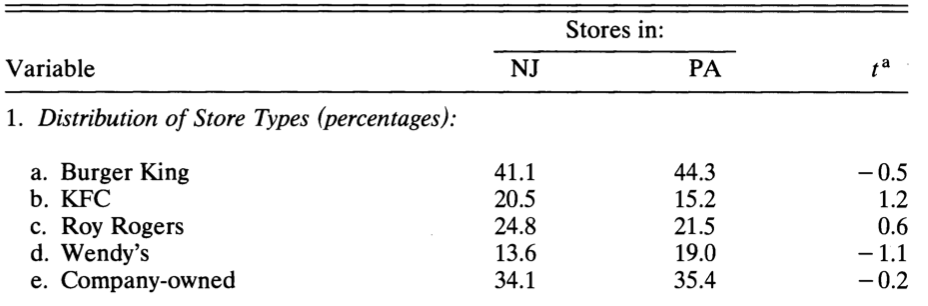 Stores in:
Variable NJ PA tᵃ
1. Distribution of Store Types (percentages):
a. Burger King 41.1 44.3 −0.5
b. KFC 20.5 15.2 1.2
c. Roy Rogers 24.8 21.5 0.6
d. Wendy's 13.6 19.0 −1.1
e. Company-owned 34.1 35.4 −0.2